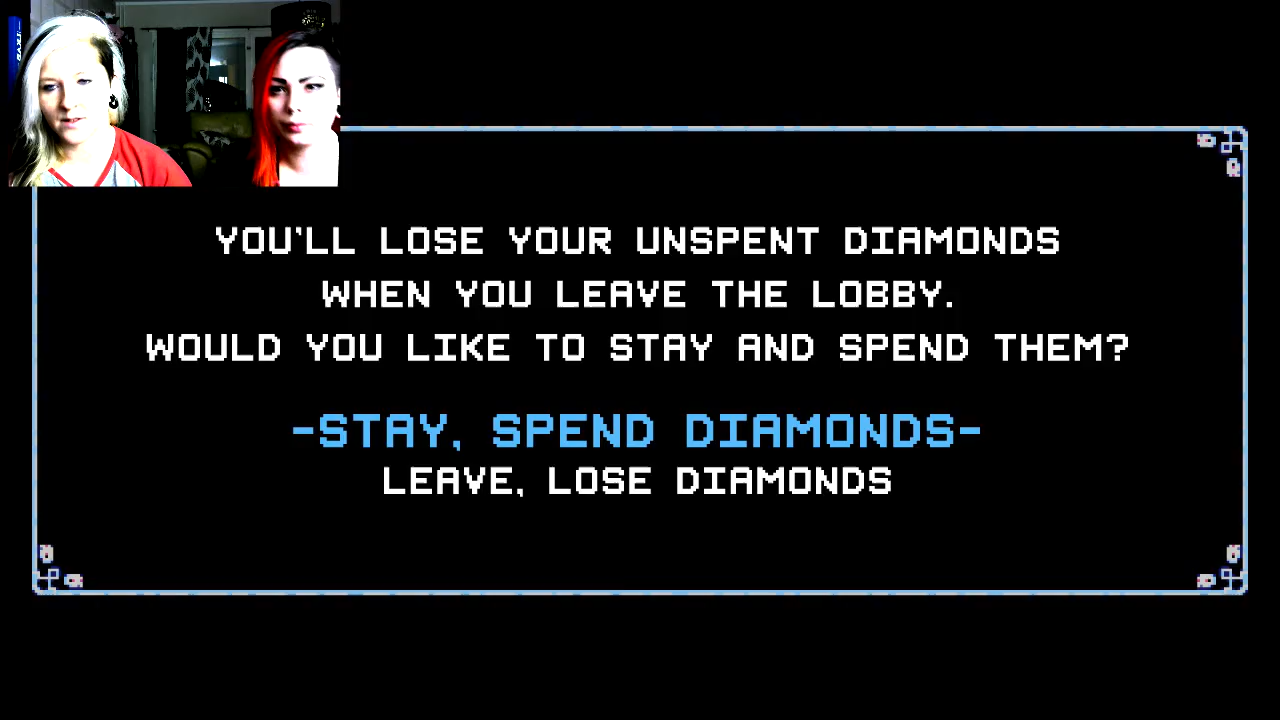 YOU'LL LOSE YOUR UNSPENT DIAMONDS
WHEN YOU LEAVE THE LOBBY.
WOULD YOU LIKE TO STAY AND SPEND THEM?
-STAY, SPEND DIAMONDS-
LEAVE, LOSE DIAMONDS